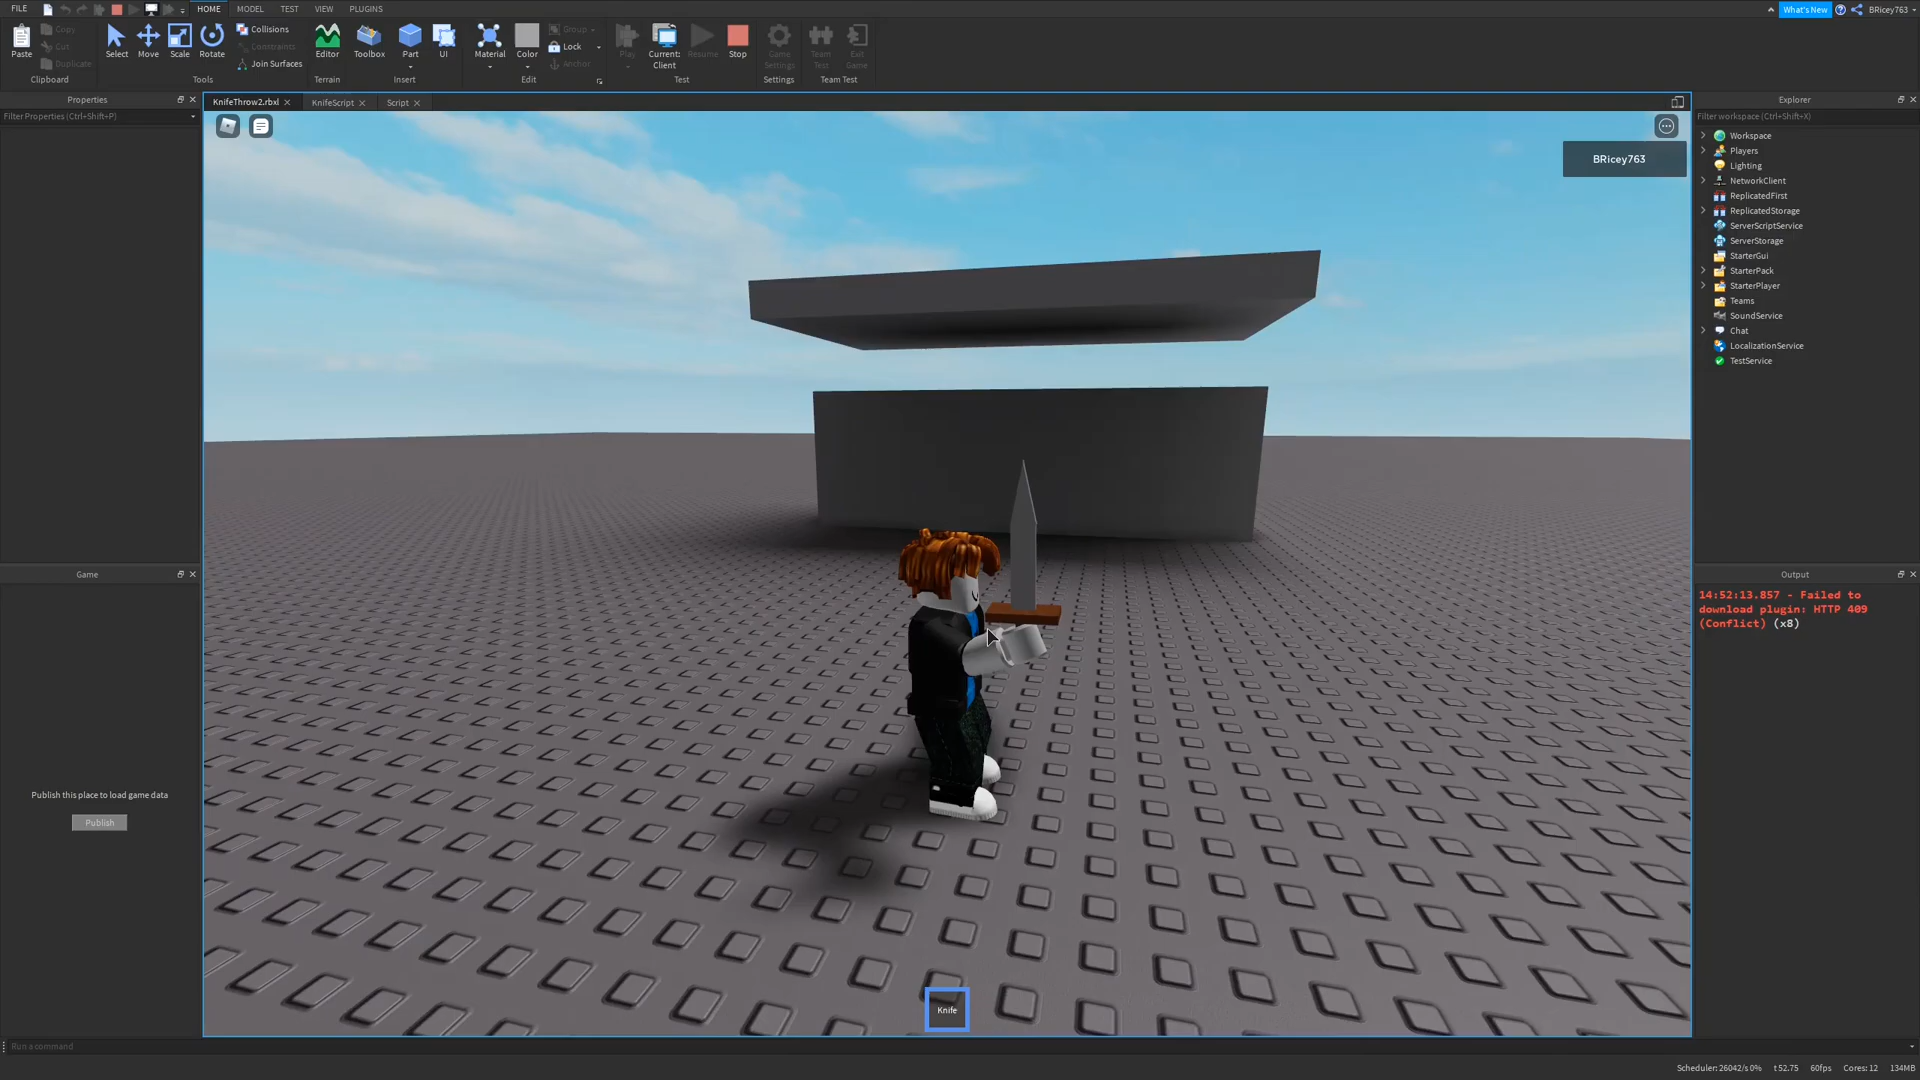 FILE HOME MODEL TEST VIEW PLUGINS What's New BRicey763
Copy Collisions Group
Cut Constraints Lock
Paste Duplicate Select Move Scale Rotate Join Surfaces Editor Toolbox Part UI Material Color Anchor Play Current: Client Resume Stop Game Settings Team Test Exit Game
Clipboard Tools Terrain Insert Edit Test Settings Team Test
Properties
Filter Properties (Ctrl+Shift+P)
KnifeThrow2.rbxl KnifeScript Script
BRicey763
Knife
Explorer
Filter workspace (Ctrl+Shift+X)
Workspace
Players
Lighting
NetworkClient
ReplicatedFirst
ReplicatedStorage
ServerScriptService
ServerStorage
StarterGui
StarterPack
StarterPlayer
Teams
SoundService
Chat
LocalizationService
TestService
Game
Publish this place to load game data
Publish
Output
14:52:13.857 - Failed to
download plugin: HTTP 409
(Conflict) (x8)
Run a command
Scheduler: 26042/s 0% t 52.75 60fps Cores: 12 134MB